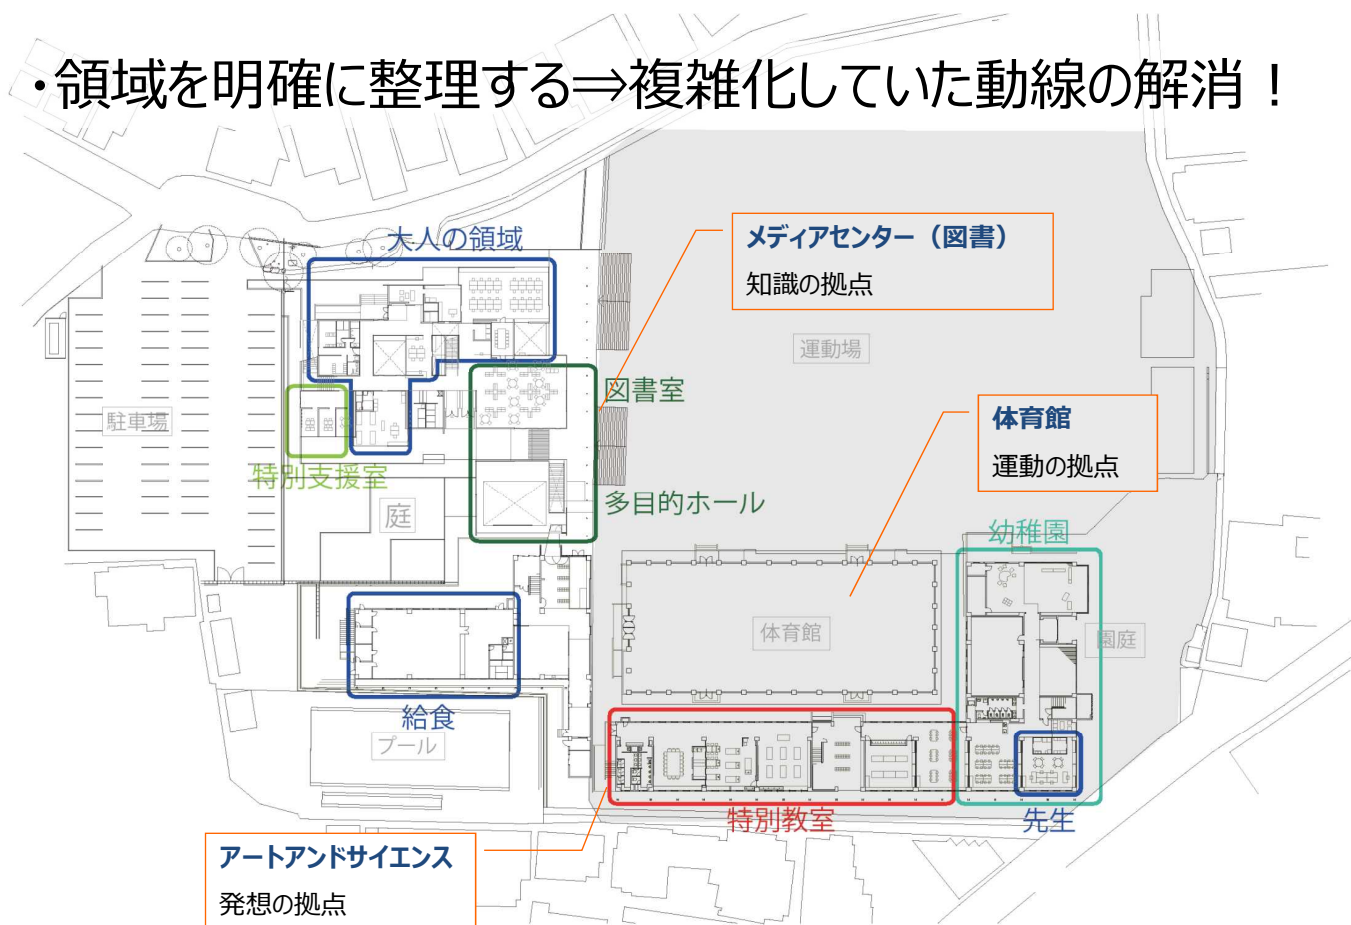 ・領域を明確に整理する⇒複雑化していた動線の解消！
大人の領域
メディアセンター（図書）
知識の拠点
運動場
図書室
駐車場
体育館
運動の拠点
特別支援室
多目的ホール
庭
幼稚園
体育館
園庭
給食
プール
特別教室
先生
アートアンドサイエンス
発想の拠点